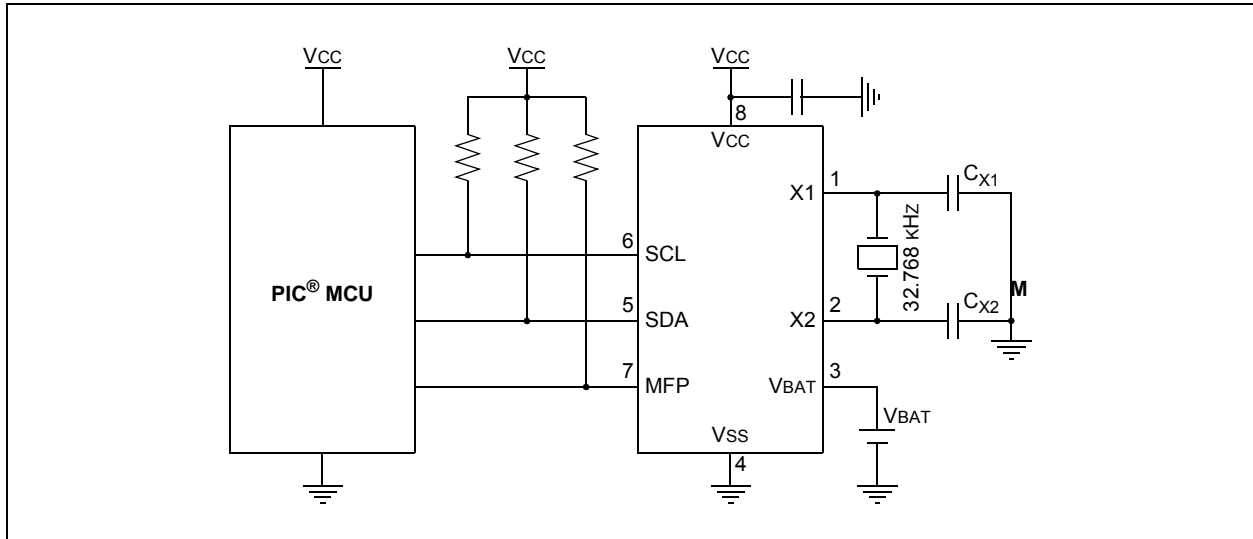 VCC VCC VCC
8
VCC
1 CX1
X1
32.768 KHZ
6
SCL
PIC® MCU
M
5 2 CX2
SDA X2
7 3
MFP VBAT
VBAT
VSS
4